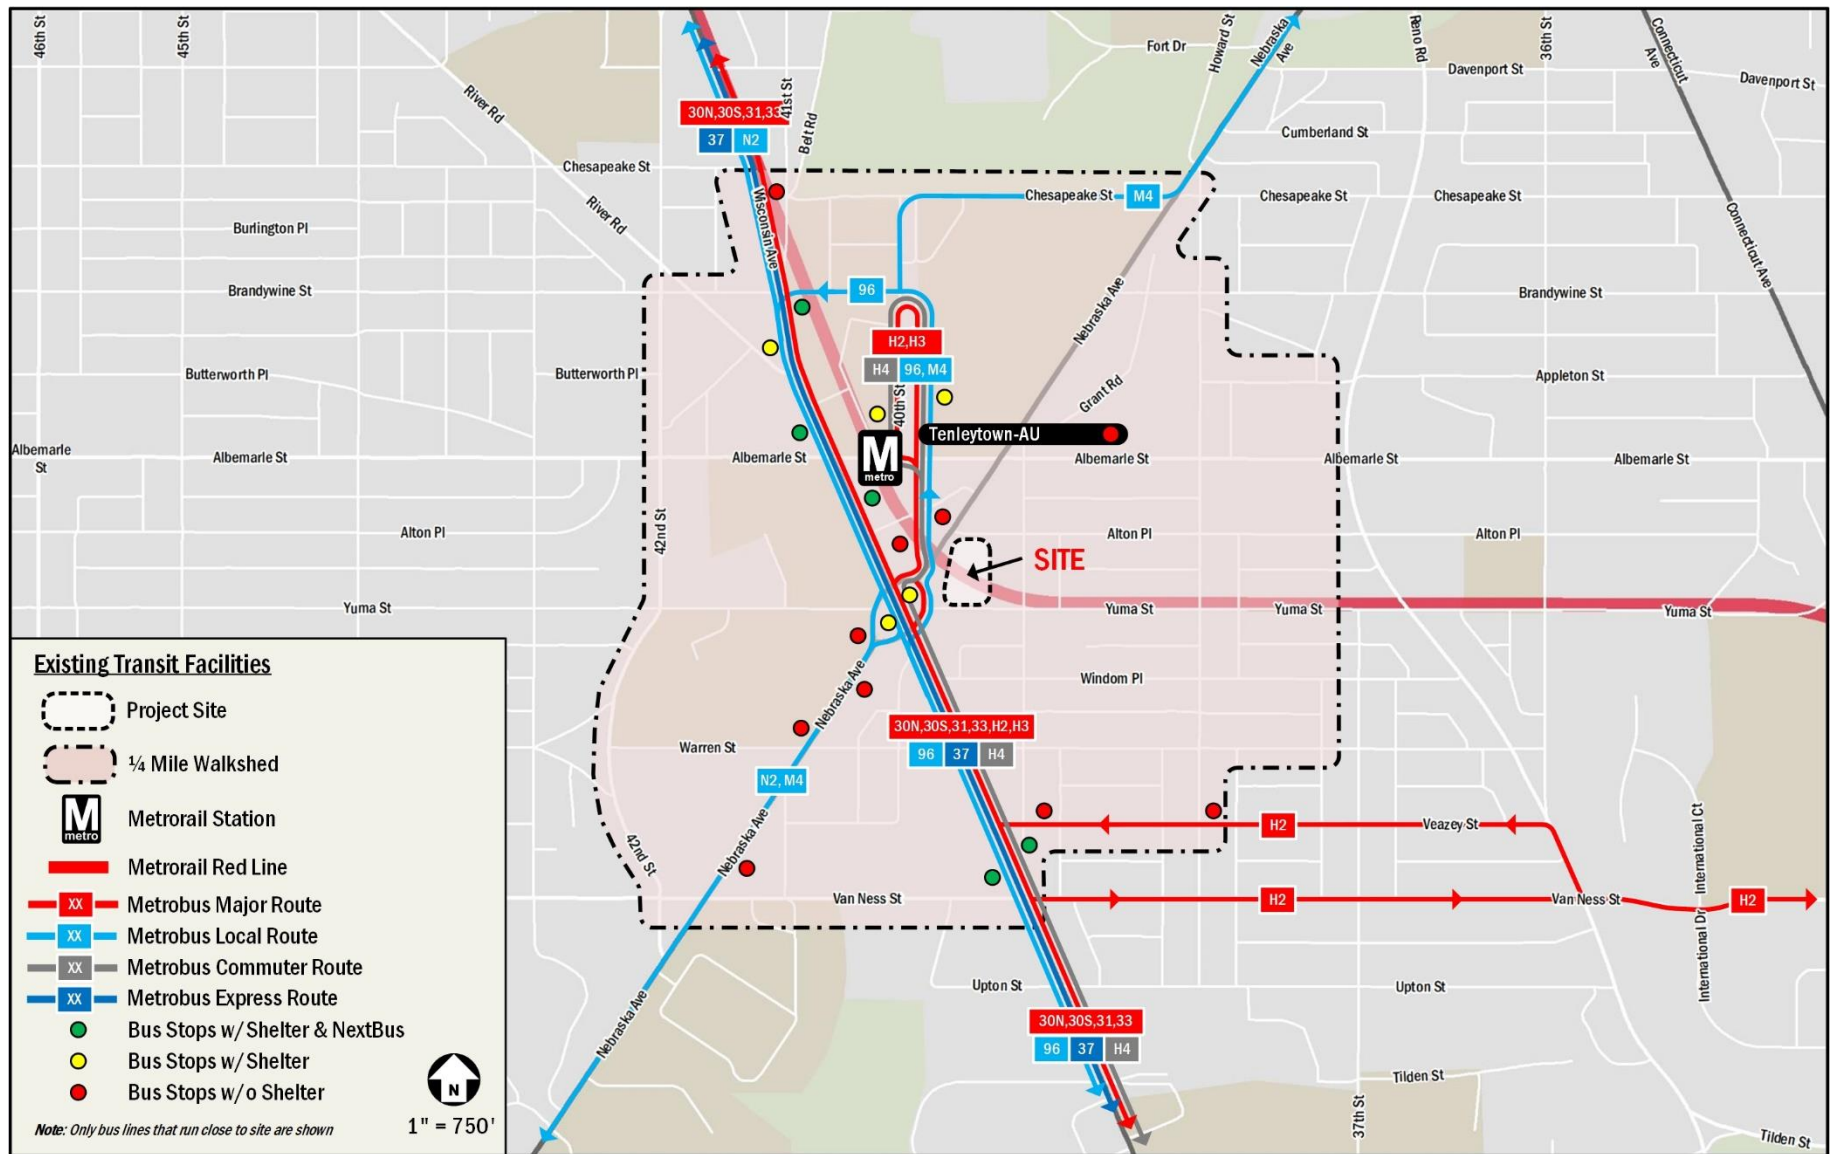 46th St
45th St
41st St
Belt Rd
Fort Dr
Howard St
Nebraska
Ave
Reno Rd
Davenport St
36th St
Connecticut
Ave
Davenport St
River Rd
30N,30S,31,33
37
N2
Cumberland St
Chesapeake St
River Rd
Wisconsin Ave
Chesapeake St
M4
Chesapeake St
Chesapeake St
Connecticut Ave
Burlington Pl
Brandywine St
96
Nebraska Ave
Brandywine St
H2,H3
H4
96, M4
Butterworth Pl
Butterworth Pl
40th St
Grant Rd
Appleton St
Tenleytown-AU
M
metro
Albemarle
St
Albemarle St
Albemarle St
Albemarle St
Albemarle St
Albemarle St
42nd St
Alton Pl
Alton Pl
Alton Pl
SITE
Yuma St
Yuma St
Yuma St
Yuma St
Windom Pl
Nebraska Ave
30N,30S,31,33,H2,H3
96
37
H4
Warren St
N2, M4
Nebraska Ave
42nd St
H2
Veazey St
International Ct
Van Ness St
H2
Van Ness St
H2
International Dr
Upton St
Upton St
Nebraska Ave
30N,30S,31,33
96
37
H4
Tilden St
37th St
Tilden St
Existing Transit Facilities
Project Site
¼ Mile Walkshed
M
metro
Metrorail Station
Metrorail Red Line
XX
Metrobus Major Route
XX
Metrobus Local Route
XX
Metrobus Commuter Route
XX
Metrobus Express Route
Bus Stops w/Shelter & NextBus
Bus Stops w/Shelter
Bus Stops w/o Shelter
N
Note: Only bus lines that run close to site are shown
1" = 750'